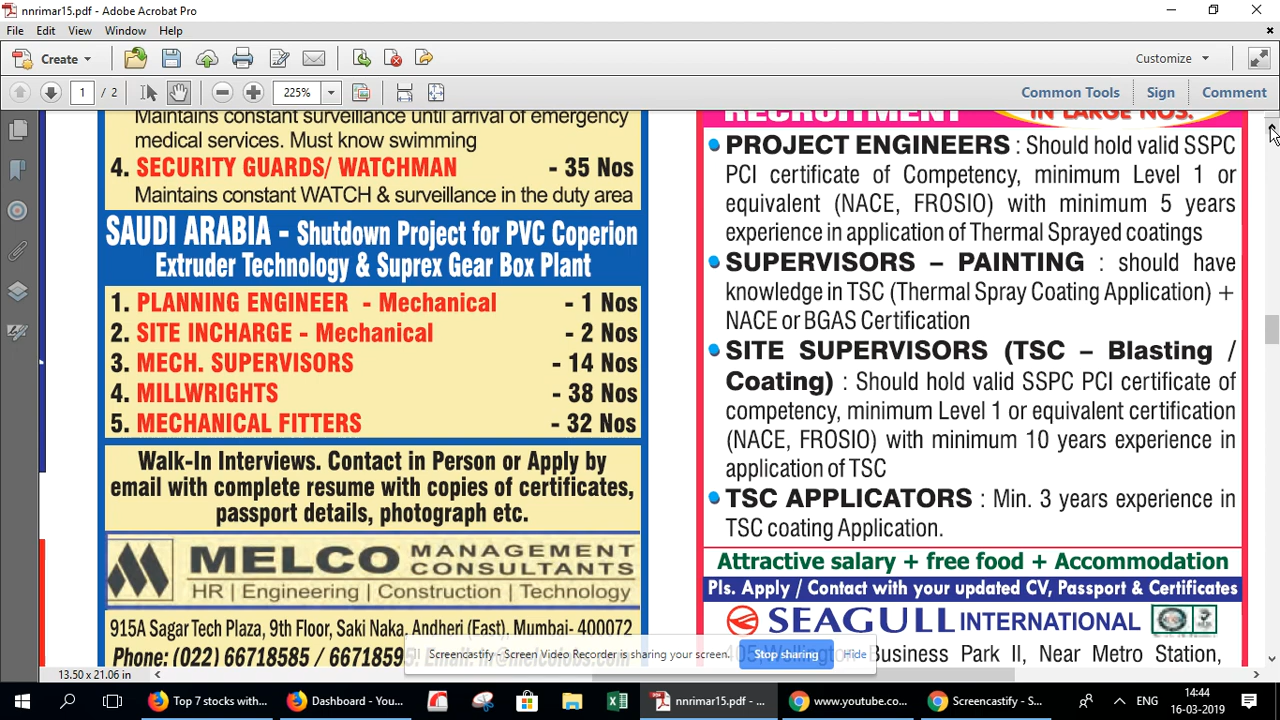 nnrimar15.pdf - Adobe Acrobat Pro
File Edit View Window Help
Create Customize
1 / 2 225% Common Tools Sign Comment
Maintains constant surveillance until arrival of emergency
medical services. Must know swimming
4. SECURITY GUARDS/ WATCHMAN - 35 Nos
Maintains constant WATCH & surveillance in the duty area
SAUDI ARABIA - Shutdown Project for PVC Coperion
Extruder Technology & Suprex Gear Box Plant
1. PLANNING ENGINEER - Mechanical - 1 Nos
2. SITE INCHARGE - Mechanical - 2 Nos
3. MECH. SUPERVISORS - 14 Nos
4. MILLWRIGHTS - 38 Nos
5. MECHANICAL FITTERS - 32 Nos
Walk-In Interviews. Contact in Person or Apply by
email with complete resume with copies of certificates,
passport details, photograph etc.
MELCO MANAGEMENT
CONSULTANTS
HR | Engineering | Construction | Technology
915A Sagar Tech Plaza, 9th Floor, Saki Naka, Andheri (East), Mumbai- 400072
Phone: (022) 66718585 / 6671859
RECRUITMENT IN LARGE NOS.
PROJECT ENGINEERS : Should hold valid SSPC
PCI certificate of Competency, minimum Level 1 or
equivalent (NACE, FROSIO) with minimum 5 years
experience in application of Thermal Sprayed coatings
SUPERVISORS – PAINTING : should have
knowledge in TSC (Thermal Spray Coating Application) +
NACE or BGAS Certification
SITE SUPERVISORS (TSC – Blasting /
Coating) : Should hold valid SSPC PCI certificate of
competency, minimum Level 1 or equivalent certification
(NACE, FROSIO) with minimum 10 years experience in
application of TSC
TSC APPLICATORS : Min. 3 years experience in
TSC coating Application.
Attractive salary + free food + Accommodation
Pls. Apply / Contact with your updated CV, Passport & Certificates
SEAGULL INTERNATIONAL
Business Park II, Near Metro Station,
Screencastify - Screen Video Recorder is sharing your screen. Stop sharing Hide
13.50 x 21.06 in
Top 7 stocks with... Dashboard - You... nnrimar15.pdf - ... www.youtube.co... Screencastify - S... ENG 14:44
16-03-2019